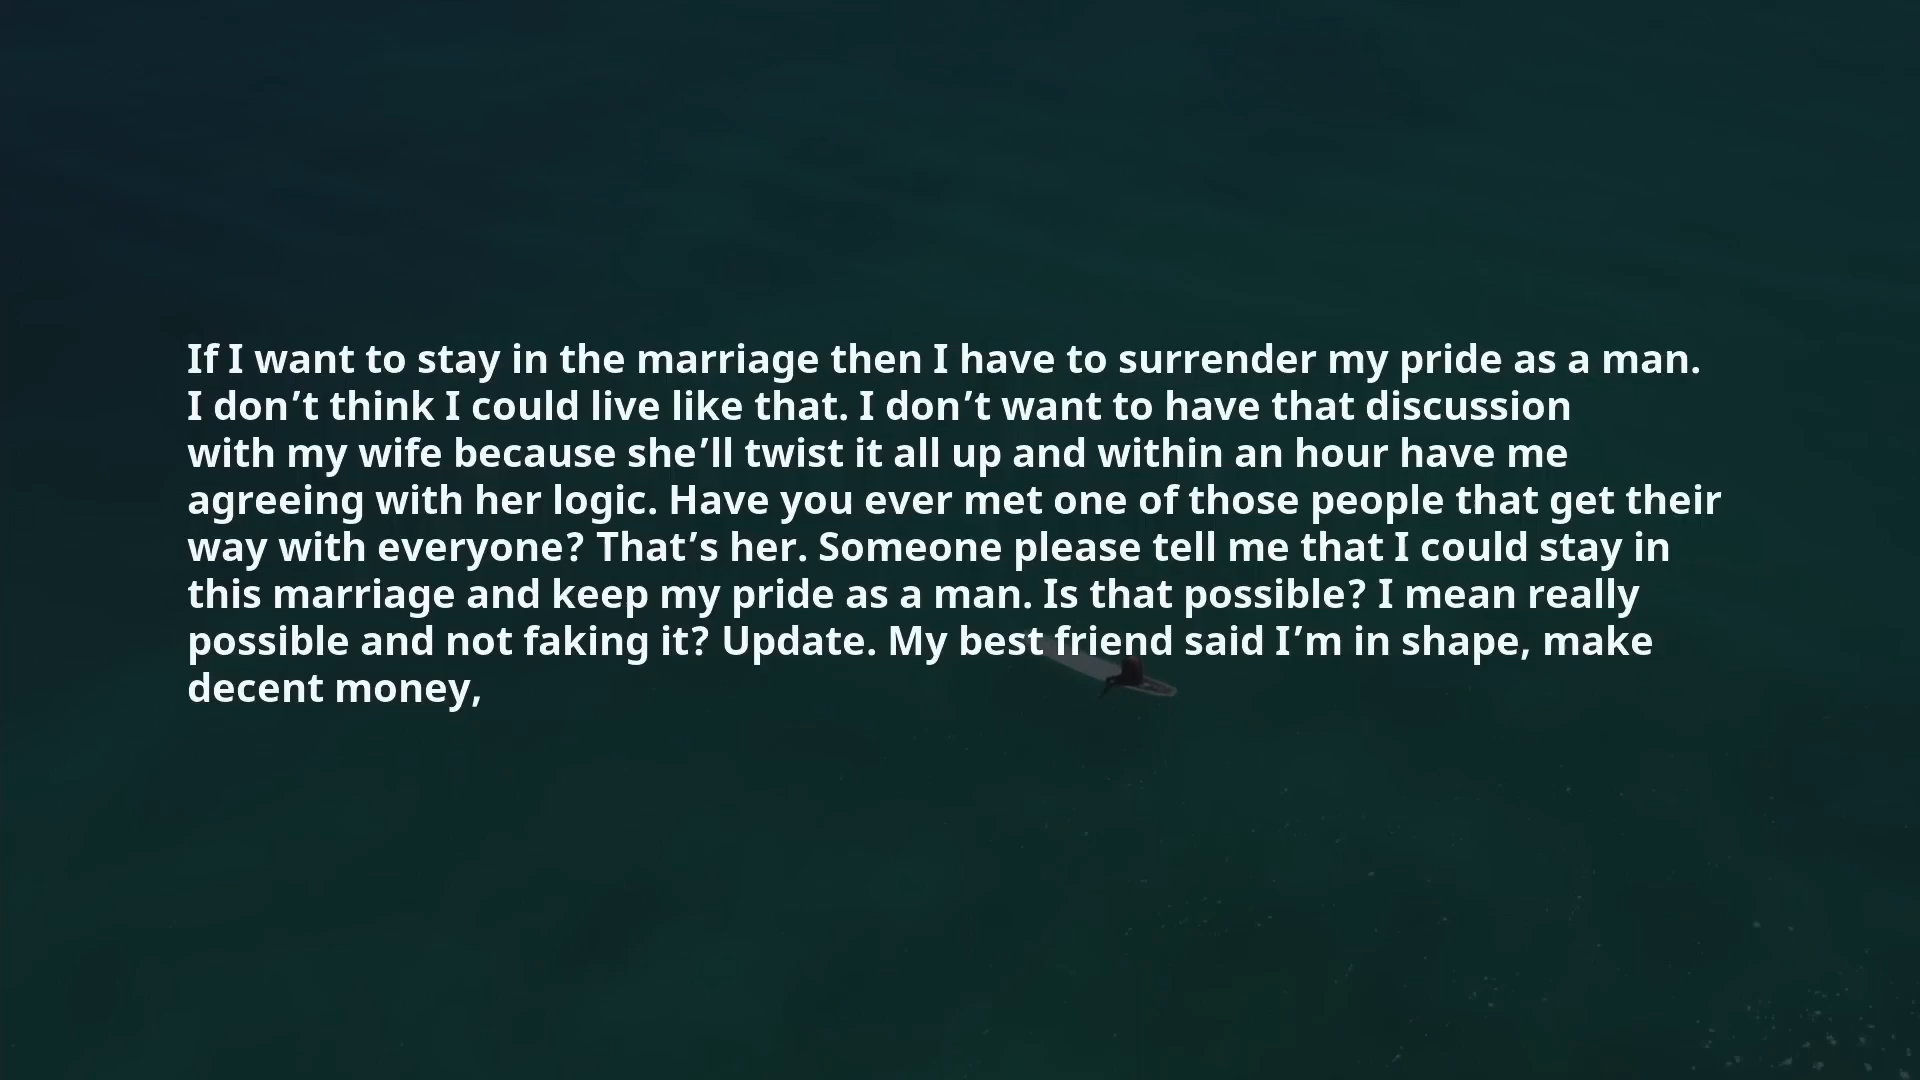 If I want to stay in the marriage then I have to surrender my pride as a man.
I don’t think I could live like that. I don’t want to have that discussion
with my wife because she’ll twist it all up and within an hour have me
agreeing with her logic. Have you ever met one of those people that get their
way with everyone? That’s her. Someone please tell me that I could stay in
this marriage and keep my pride as a man. Is that possible? I mean really
possible and not faking it? Update. My best friend said I’m in shape, make
decent money,